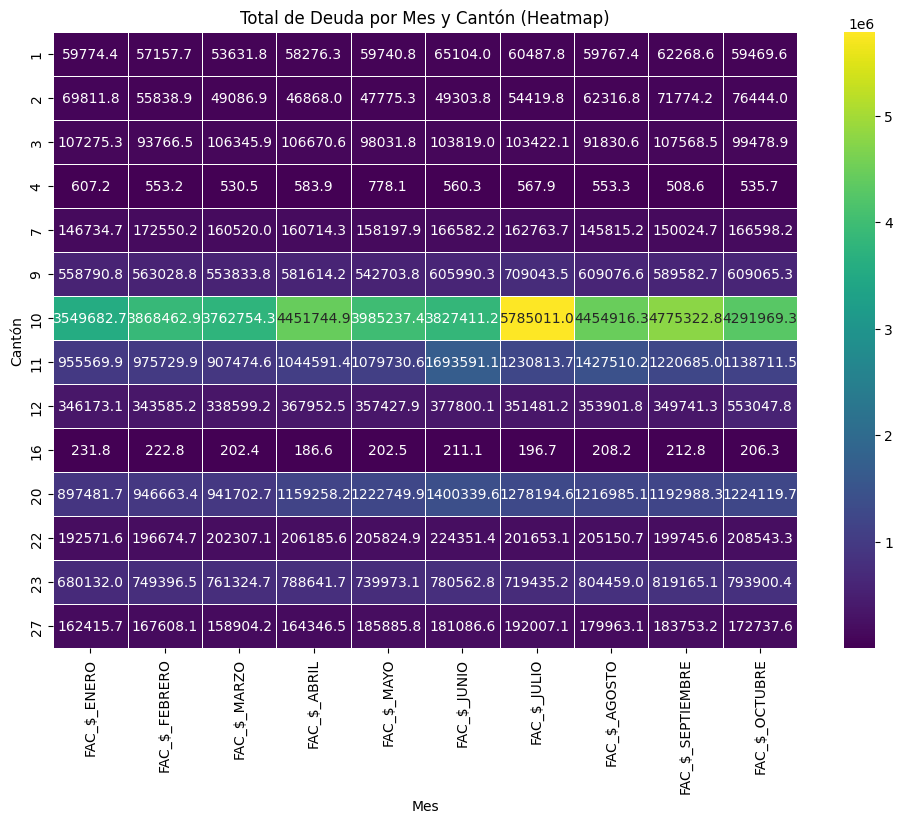 Total de Deuda por Mes y Cantón (Heatmap)
1e6
1 59774.4 57157.7 53631.8 58276.3 59740.8 65104.0 60487.8 59767.4 62268.6 59469.6
2 69811.8 55838.9 49086.9 46868.0 47775.3 49303.8 54419.8 62316.8 71774.2 76444.0
3 107275.3 93766.5 106345.9 106670.6 98031.8 103819.0 103422.1 91830.6 107568.5 99478.9
4 607.2 553.2 530.5 583.9 778.1 560.3 567.9 553.3 508.6 535.7
7 146734.7 172550.2 160520.0 160714.3 158197.9 166582.2 162763.7 145815.2 150024.7 166598.2
9 558790.8 563028.8 553833.8 581614.2 542703.8 605990.3 709043.5 609076.6 589582.7 609065.3
10 3549682.7 3868462.9 3762754.3 4451744.9 3985237.4 3827411.2 5785011.0 4454916.3 4775322.8 4291969.3
11 955569.9 975729.9 907474.6 1044591.4 1079730.6 1693591.1 1230813.7 1427510.2 1220685.0 1138711.5
12 346173.1 343585.2 338599.2 367952.5 357427.9 377800.1 351481.2 353901.8 349741.3 553047.8
16 231.8 222.8 202.4 186.6 202.5 211.1 196.7 208.2 212.8 206.3
20 897481.7 946663.4 941702.7 1159258.2 1222749.9 1400339.6 1278194.6 1216985.1 1192988.3 1224119.7
22 192571.6 196674.7 202307.1 206185.6 205824.9 224351.4 201653.1 205150.7 199745.6 208543.3
23 680132.0 749396.5 761324.7 788641.7 739973.1 780562.8 719435.2 804459.0 819165.1 793900.4
27 162415.7 167608.1 158904.2 164346.5 185885.8 181086.6 192007.1 179963.1 183753.2 172737.6
Cantón
FAC_$_ENERO
FAC_$_FEBRERO
FAC_$_MARZO
FAC_$_ABRIL
FAC_$_MAYO
FAC_$_JUNIO
FAC_$_JULIO
FAC_$_AGOSTO
FAC_$_SEPTIEMBRE
FAC_$_OCTUBRE
Mes
5
4
3
2
1